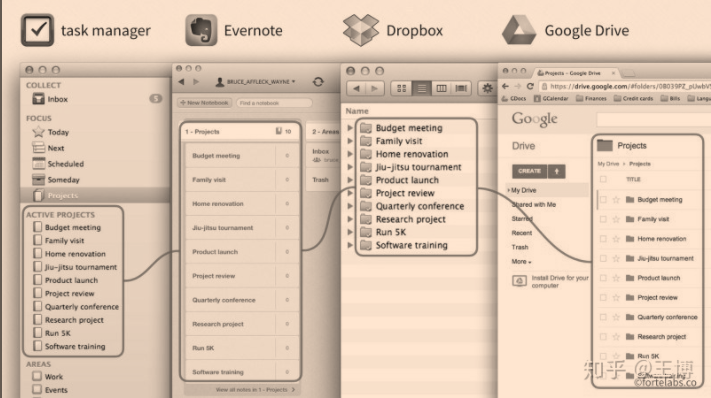 task manager
Evernote
Dropbox
Google Drive
COLLECT
Inbox
5
FOCUS
Today
Next
Scheduled
Someday
Projects
ACTIVE PROJECTS
Budget meeting
Family visit
Home renovation
Jiu-jitsu tournament
Product launch
Project review
Quarterly conference
Research project
Run 5K
Software training
AREAS
Work
Events
BRUCE_AFFLECK_WAYNE
+ New Notebook
Find a notebook
1 - Projects
10
2 - Areas
Inbox
Trash
Budget meeting
Family visit
Home renovation
Jiu-jitsu tournament
Product launch
Project review
Quarterly conference
Research project
Run 5K
Software training
View all notes in 1 - Projects
Name
Budget meeting
Family visit
Home renovation
Jiu-jitsu tournament
Product launch
Project review
Quarterly conference
Research project
Run 5K
Software training
Projects - Google Drive
GDocs
GCalendar
Finances
Credit cards
Bills
Google
Drive
CREATE
My Drive
Shared with Me
Starred
Recent
Trash
More
Install Drive for your
computer
Projects
My Drive > Projects
TITLE
Budget meeting
Family visit
Home renovation
Jiu-jitsu tournament
Product launch
Project review
Quarterly conference
Research project
Run 5K
知乎 @王博
©fortelabs.co